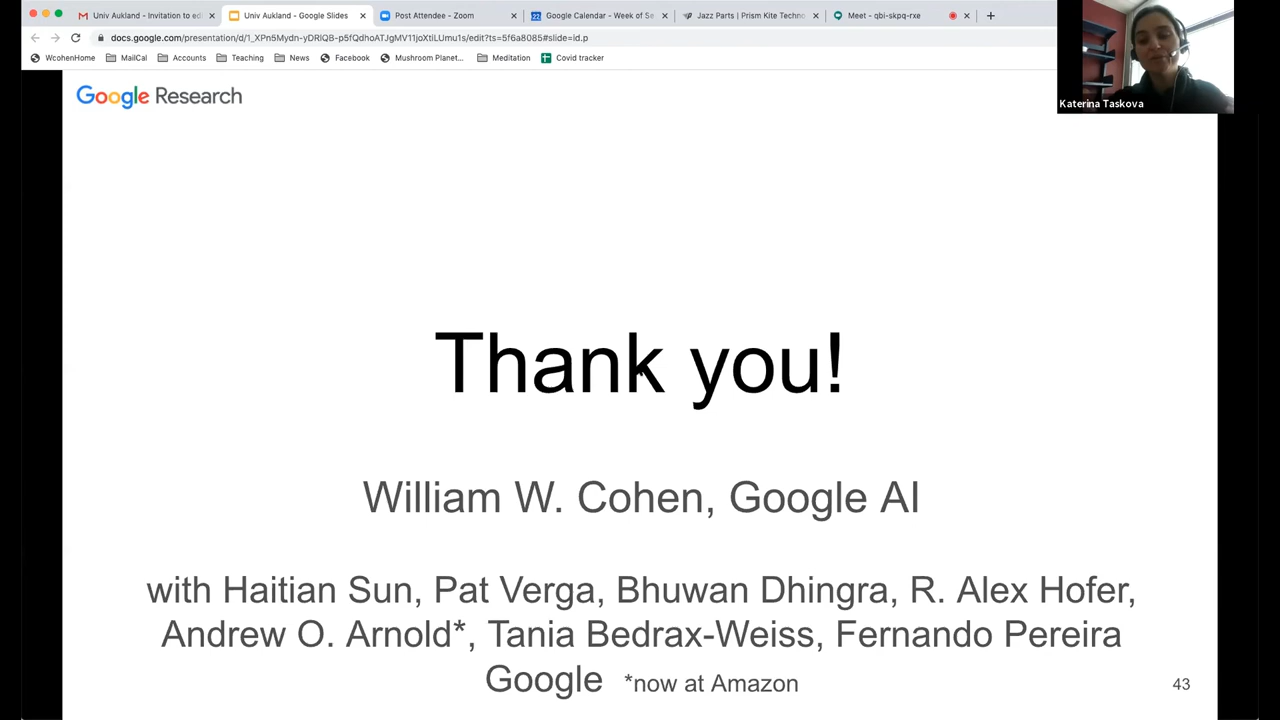 Univ Aukland - Invitation to edi
Univ Aukland - Google Slides
Post Attendee - Zoom
Google Calendar - Week of Se
Jazz Parts | Prism Kite Techno
Meet - qbi-skpq-rxe
docs.google.com/presentation/d/1_XPn5Mydn-yDRlQB-p5fQdhoATJgMV11joXtiLUmu1s/edit?ts=5f6a8085#slide=id.p
WcohenHome
MailCal
Accounts
Teaching
News
Facebook
Mushroom Planet...
Meditation
Covid tracker
Katerina Taskova
Google Research
Thank you!
William W. Cohen, Google AI
with Haitian Sun, Pat Verga, Bhuwan Dhingra, R. Alex Hofer,
Andrew O. Arnold*, Tania Bedrax-Weiss, Fernando Pereira
Google *now at Amazon
43